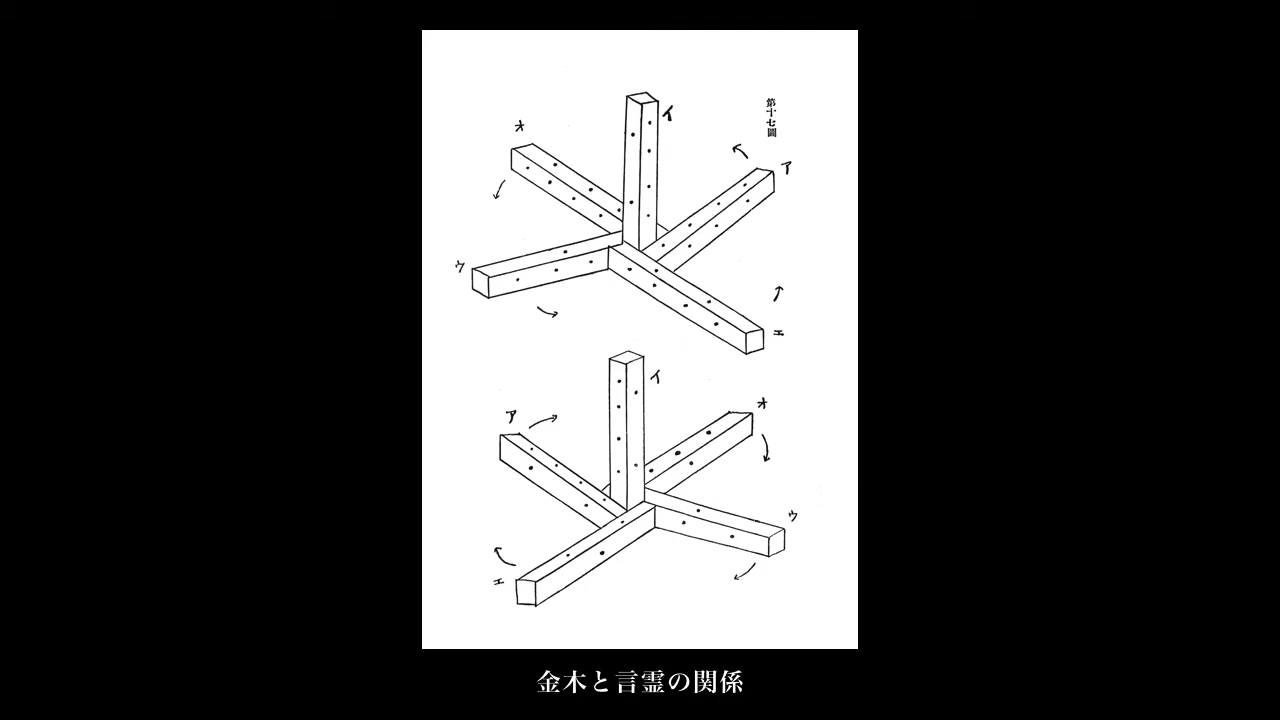 第十七圖
イ
オ
ア
ウ
エ
イ
ア
オ
ウ
エ
金木と言霊の関係